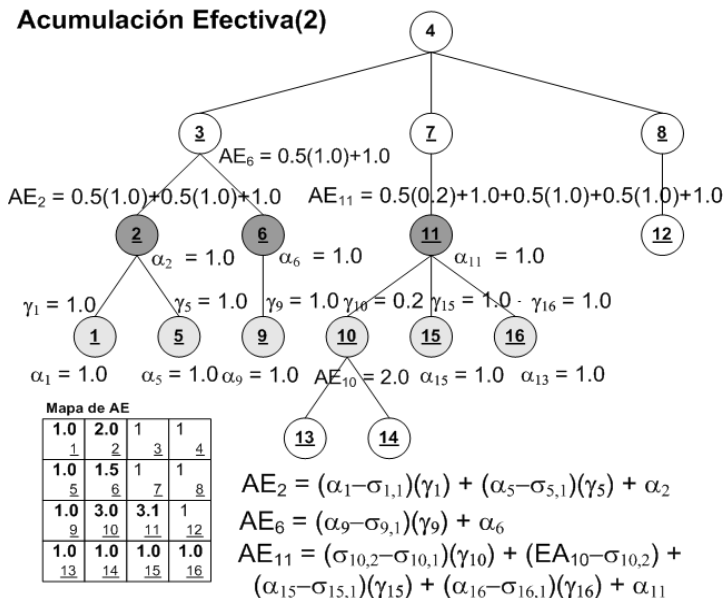 Acumulación Efectiva(2)
4
3
7
8
AE₆ = 0.5(1.0)+1.0
AE₂ = 0.5(1.0)+0.5(1.0)+1.0
AE₁₁ = 0.5(0.2)+1.0+0.5(1.0)+0.5(1.0)+1.0
2
6
11
12
α₂ = 1.0
α₆ = 1.0
α₁₁ = 1.0
γ₁ = 1.0
γ₅ = 1.0
γ₉ = 1.0
γ₁₀ = 0.2
γ₁₅ = 1.0
γ₁₆ = 1.0
1
5
9
10
15
16
α₁ = 1.0
α₅ = 1.0
α₉ = 1.0
AE₁₀ = 2.0
α₁₅ = 1.0
α₁₃ = 1.0
13
14
Mapa de AE
1.0 2.0 1 1
1 2 3 4
1.0 1.5 1 1
5 6 7 8
1.0 3.0 3.1 1
9 10 11 12
1.0 1.0 1.0 1.0
13 14 15 16
AE₂ = (α₁–σ₁,₁)(γ₁) + (α₅–σ₅,₁)(γ₅) + α₂
AE₆ = (α₉–σ₉,₁)(γ₉) + α₆
AE₁₁ = (σ₁₀,₂–σ₁₀,₁)(γ₁₀) + (EA₁₀–σ₁₀,₂) +
(α₁₅–σ₁₅,₁)(γ₁₅) + (α₁₆–σ₁₆,₁)(γ₁₆) + α₁₁